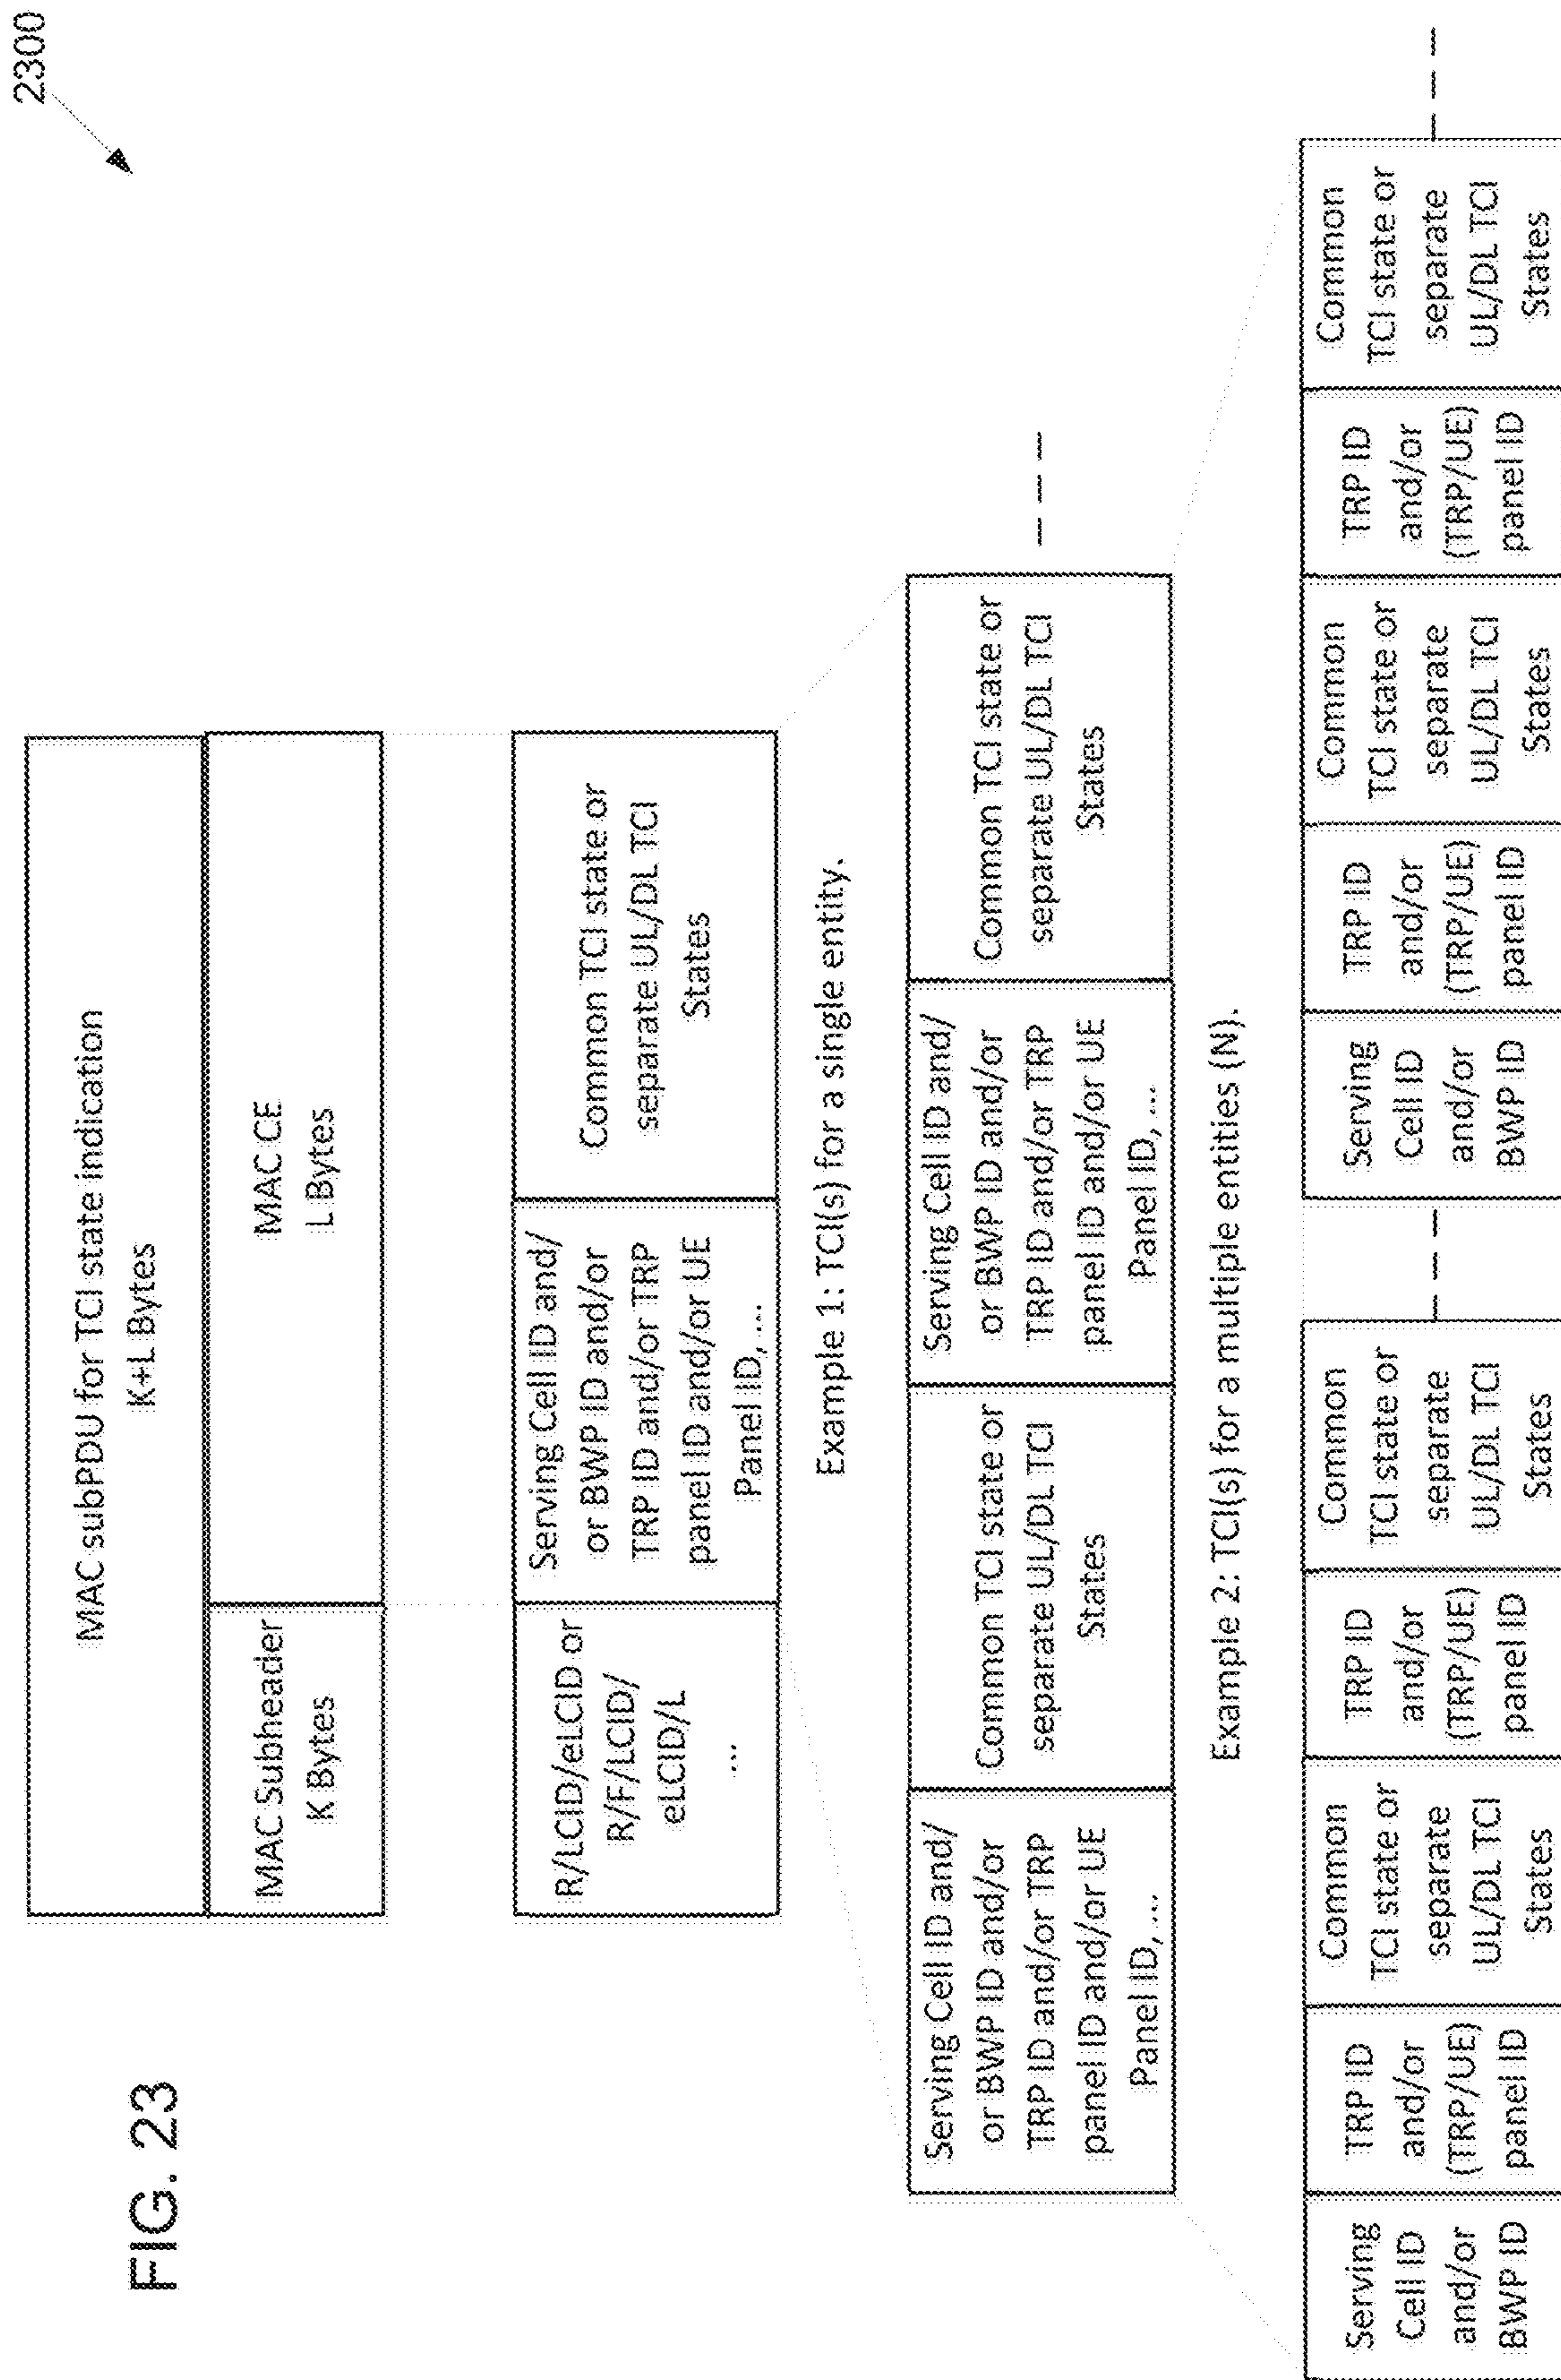 FIG. 23
2300
MAC subPDU for TCI state indication
K+L Bytes
MAC Subheader
K Bytes
MAC CE
L Bytes
R/LCID/eLCID or
R/F/LCID/
eLCID/L
...
Serving Cell ID and/
or BWP ID and/or
TRP ID and/or TRP
panel ID and/or UE
Panel ID, ...
Common TCI state or
separate UL/DL TCI
States
Example 1: TCI(s) for a single entity.
Serving Cell ID and/
or BWP ID and/or
TRP ID and/or TRP
panel ID and/or UE
Panel ID, ...
Common TCI state or
separate UL/DL TCI
States
Serving Cell ID and/
or BWP ID and/or
TRP ID and/or TRP
panel ID and/or UE
Panel ID, ...
Common TCI state or
separate UL/DL TCI
States
Example 2: TCI(s) for a multiple entities (N).
Serving
Cell ID
and/or
BWP ID
TRP ID
and/or
(TRP/UE)
panel ID
Common
TCI state or
separate
UL/DL TCI
States
TRP ID
and/or
(TRP/UE)
panel ID
Common
TCI state or
separate
UL/DL TCI
States
Serving
Cell ID
and/or
BWP ID
TRP ID
and/or
(TRP/UE)
panel ID
Common
TCI state or
separate
UL/DL TCI
States
TRP ID
and/or
(TRP/UE)
panel ID
Common
TCI state or
separate
UL/DL TCI
States